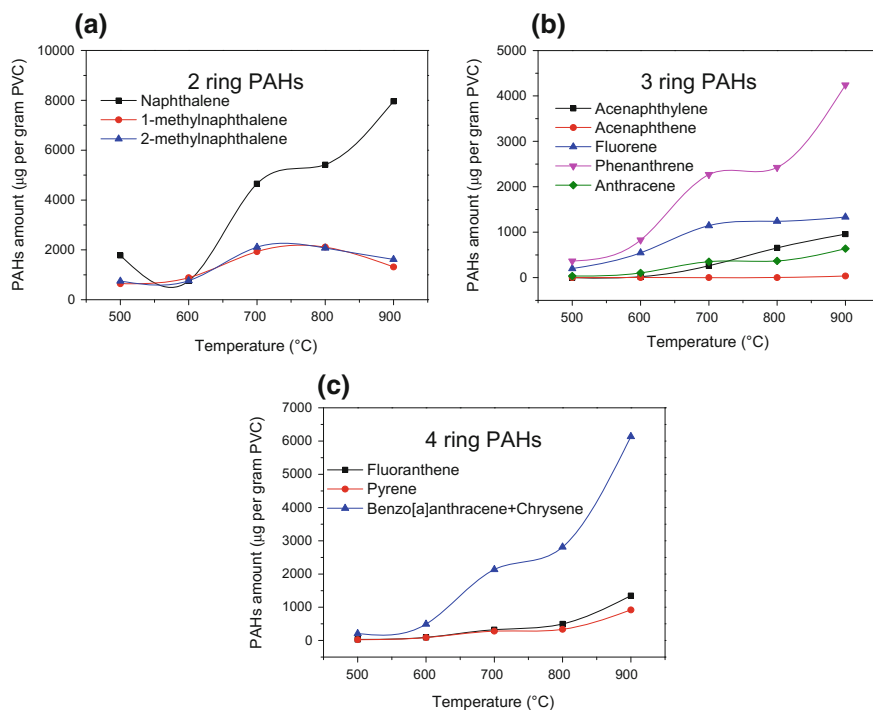 (a)
10000
8000
6000
4000
2000
0
PAHs amount (μg per gram PVC)
2 ring PAHs
Naphthalene
1-methylnaphthalene
2-methylnaphthalene
500 600 700 800 900
Temperature (°C)
(b)
5000
4000
3000
2000
1000
0
PAHs amount (μg per gram PVC)
3 ring PAHs
Acenaphthylene
Acenaphthene
Fluorene
Phenanthrene
Anthracene
500 600 700 800 900
Temperature (°C)
(c)
7000
6000
5000
4000
3000
2000
1000
0
PAHs amount (μg per gram PVC)
4 ring PAHs
Fluoranthene
Pyrene
Benzo[a]anthracene+Chrysene
500 600 700 800 900
Temperature (°C)